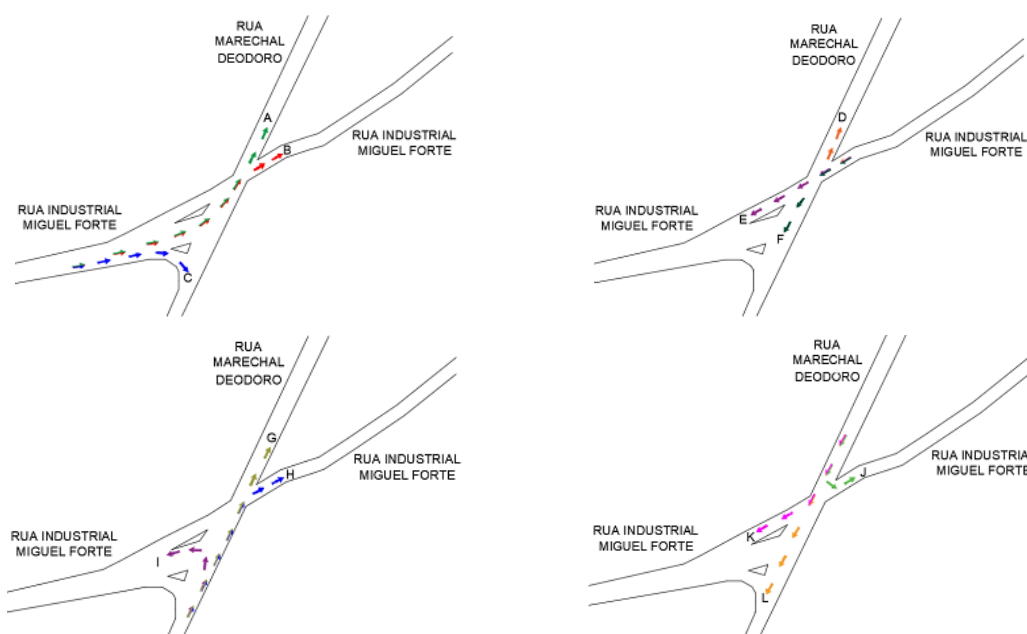 RUA
MARECHAL
DEODORO
A
B
RUA INDUSTRIAL
MIGUEL FORTE
RUA INDUSTRIAL
MIGUEL FORTE
C
RUA
MARECHAL
DEODORO
D
RUA INDUSTRIAL
MIGUEL FORTE
RUA INDUSTRIAL
MIGUEL FORTE
E
F
RUA
MARECHAL
DEODORO
G
H
RUA INDUSTRIAL
MIGUEL FORTE
RUA INDUSTRIAL
MIGUEL FORTE
I
RUA
MARECHAL
DEODORO
J
RUA INDUSTRIAL
MIGUEL FORTE
RUA INDUSTRIAL
MIGUEL FORTE
K
L